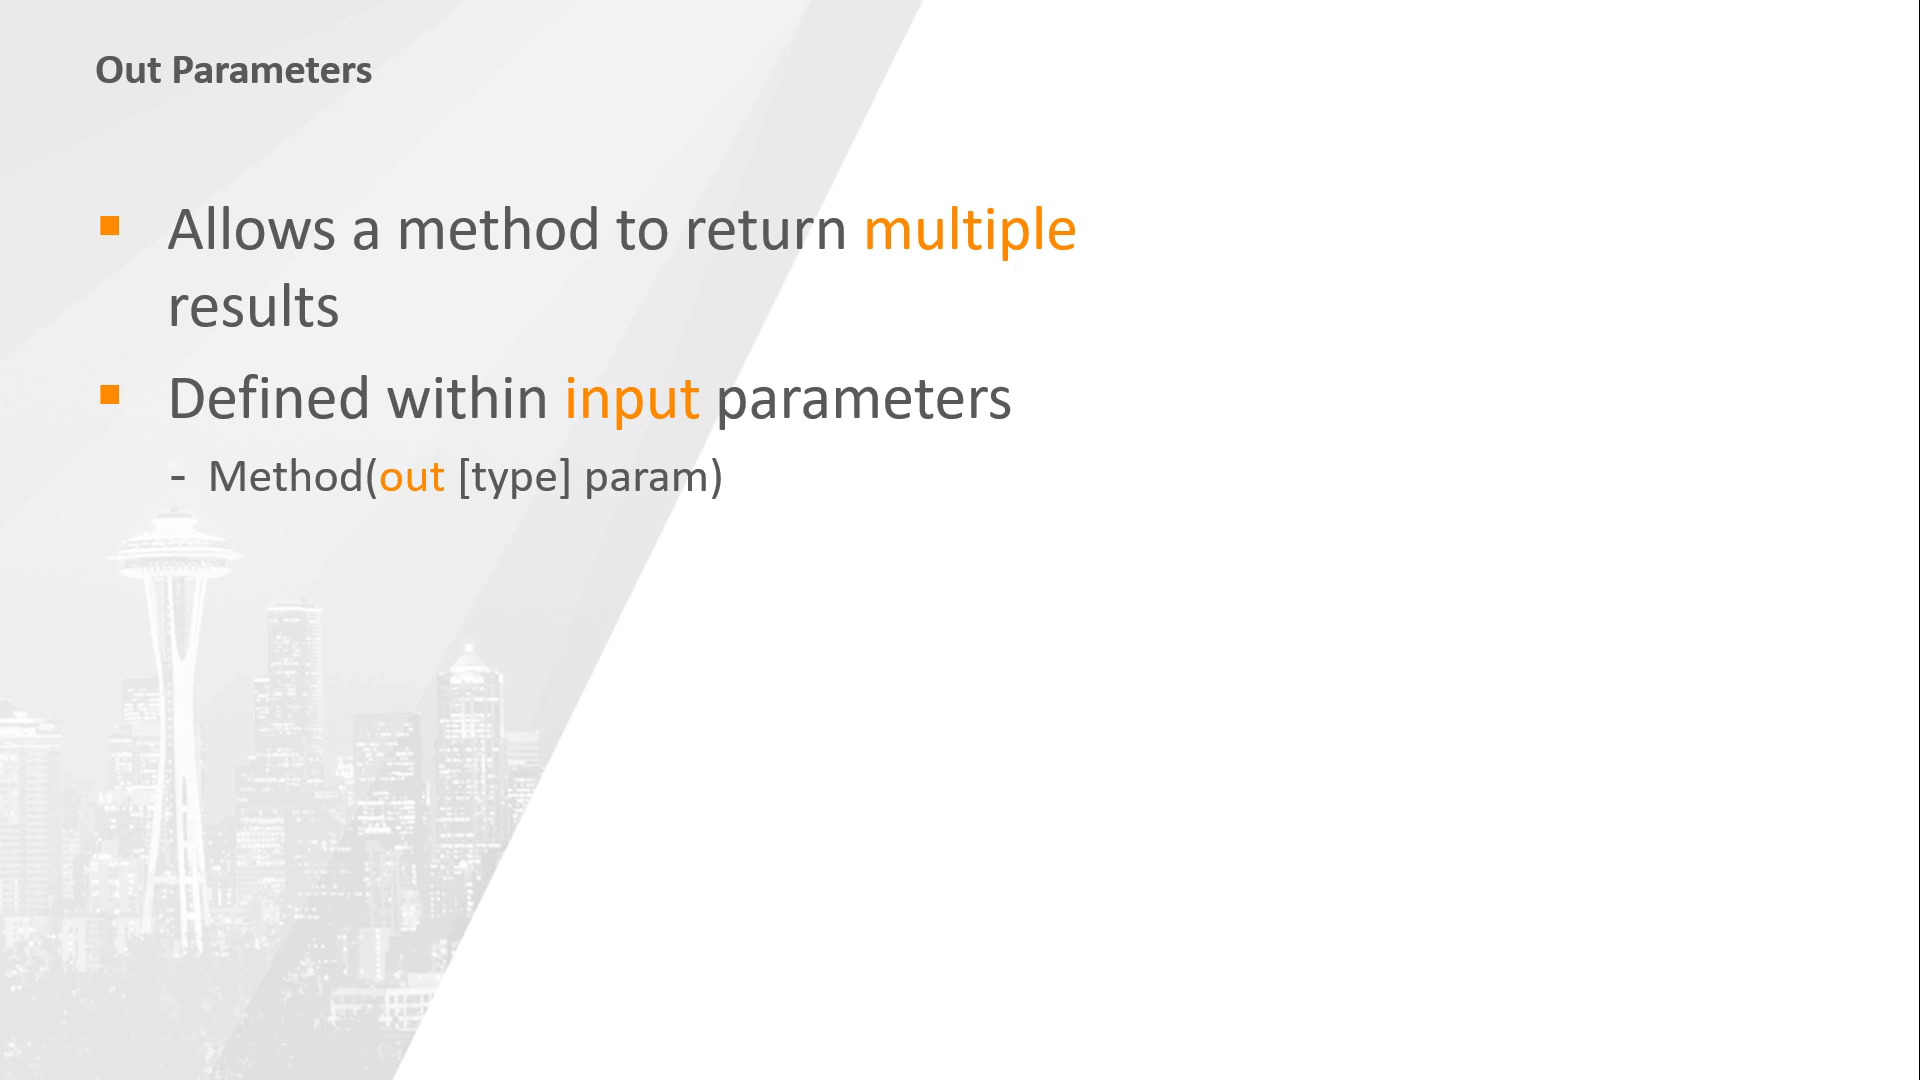 Out Parameters
Allows a method to return multiple
results
Defined within input parameters
- Method(out [type] param)